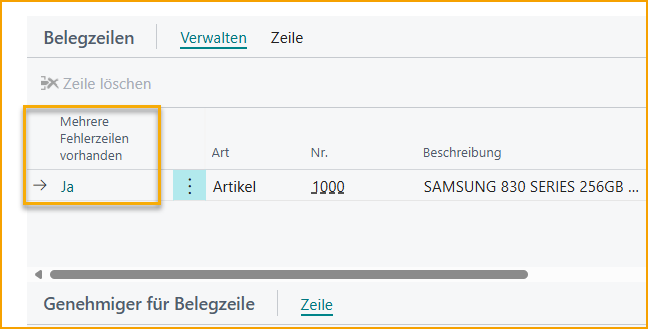 Belegzeilen Verwalten Zeile
Zeile löschen
Mehrere
Fehlerzeilen
vorhanden Art Nr. Beschreibung
Ja Artikel 1000 SAMSUNG 830 SERIES 256GB ...
Genehmiger für Belegzeile Zeile